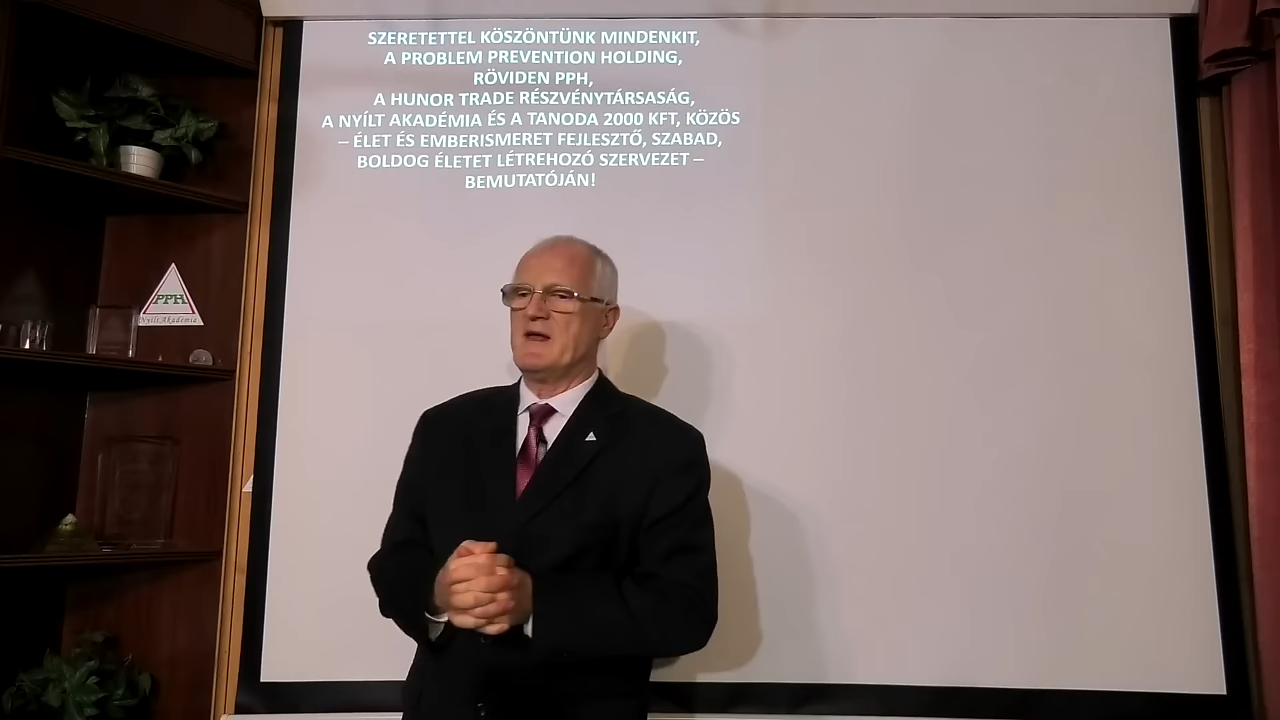 SZERETETTEL KÖSZÖNTÜNK MINDENKIT,
A PROBLEM PREVENTION HOLDING,
RÖVIDEN PPH,
A HUNOR TRADE RÉSZVÉNYTÁRSASÁG,
A NYÍLT AKADÉMIA ÉS A TANODA 2000 KFT, KÖZÖS
– ÉLET ÉS EMBERISMERET FEJLESZTŐ, SZABAD,
BOLDOG ÉLETET LÉTREHOZÓ SZERVEZET –
BEMUTATÓJÁN!
PPH
Nyílt Akadémia